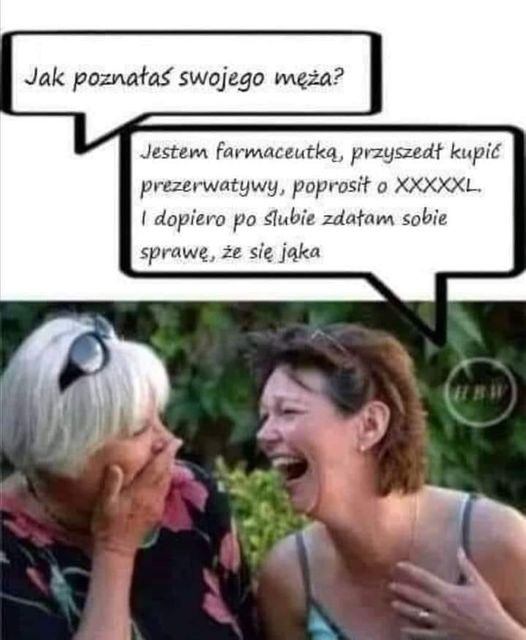 Jak poznałaś swojego męża?
Jestem farmaceutką, przyszedł kupić
prezerwatywy, poprosił o XXXXXL.
I dopiero po ślubie zdałam sobie
sprawę, że się jąka
HBW